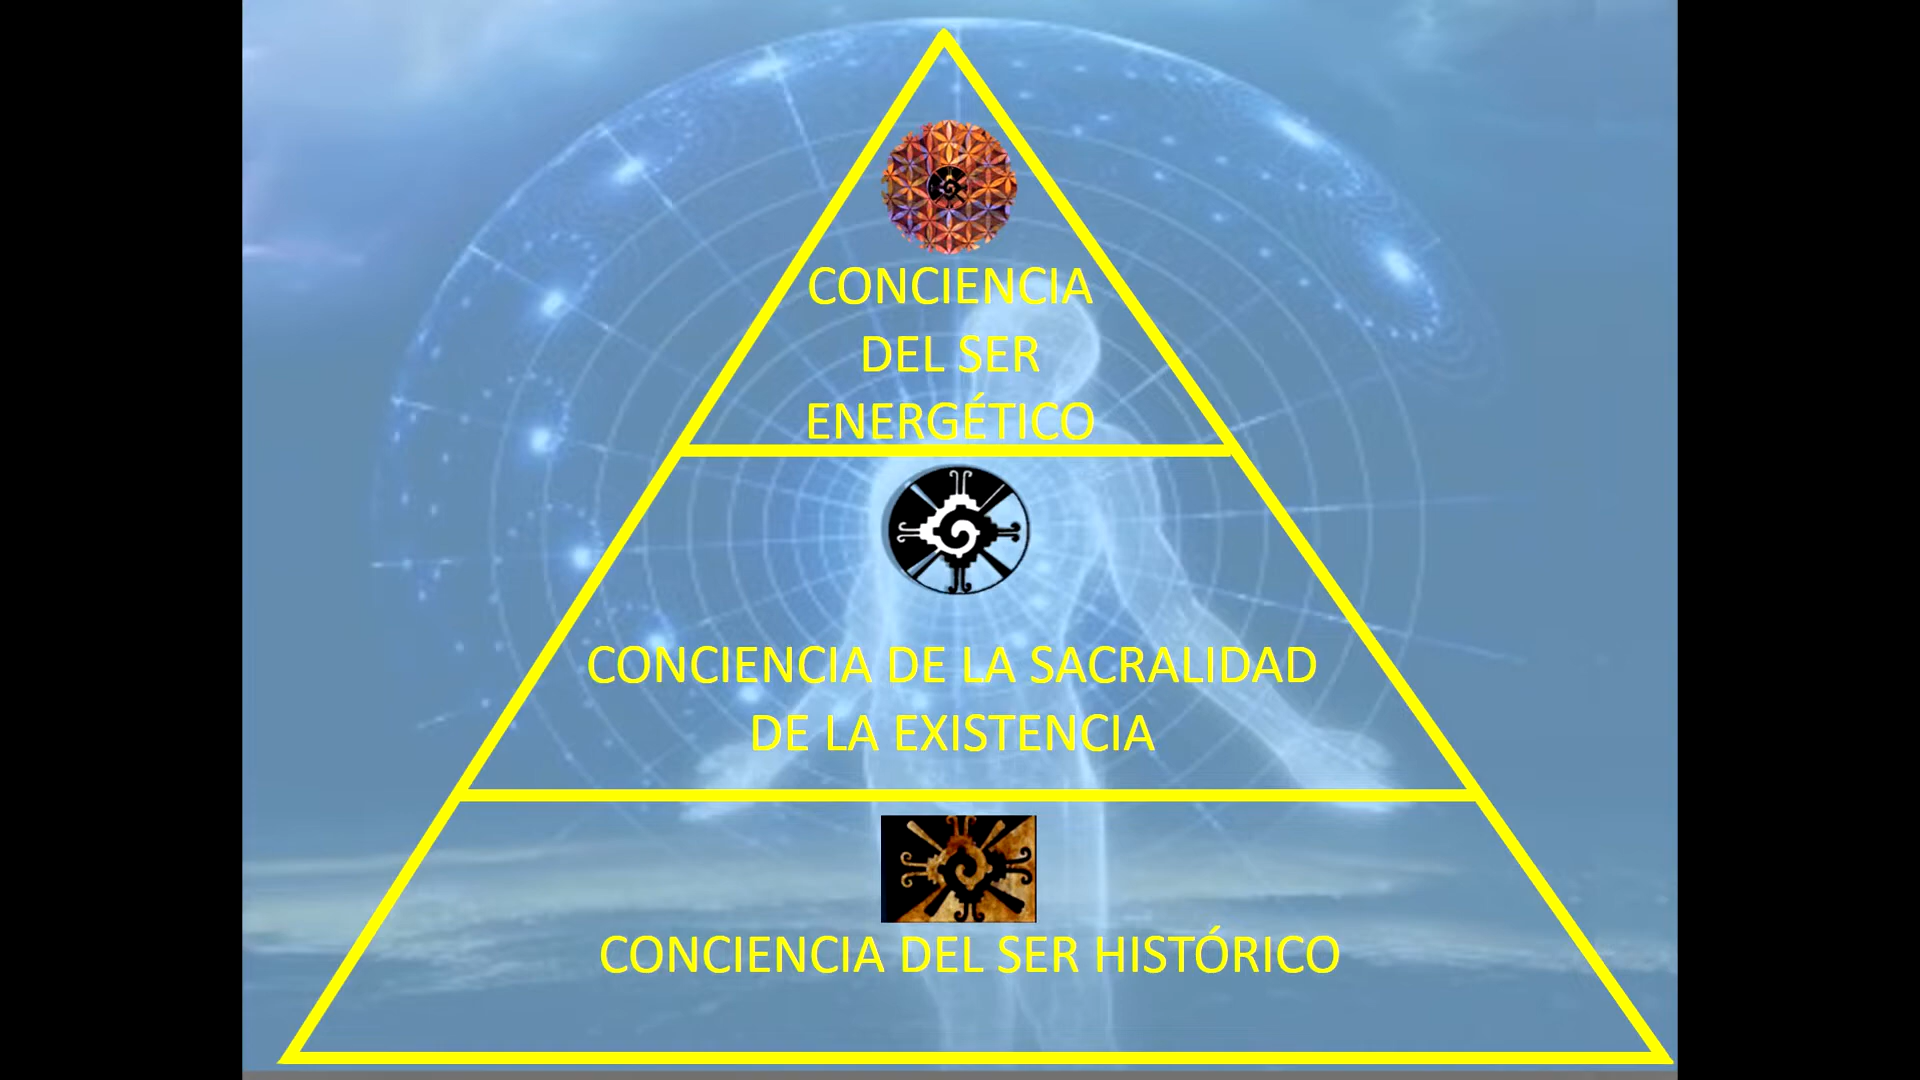 CONCIENCIA
DEL SER
ENERGÉTICO
CONCIENCIA DE LA SACRALIDAD
DE LA EXISTENCIA
CONCIENCIA DEL SER HISTÓRICO